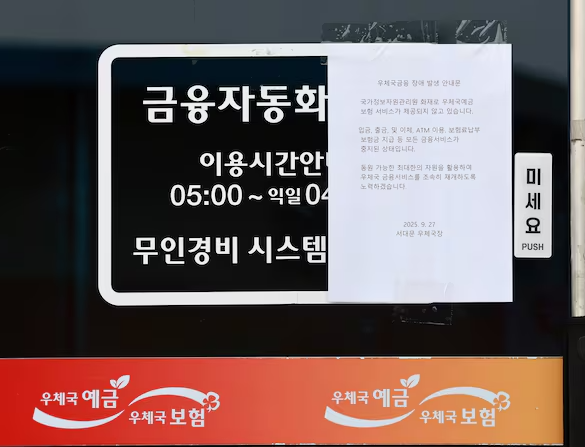 금융자동화
이용시간안
05:00 ~ 익일 04
무인경비 시스템
우체국금융 장애 발생 안내문
국가정보자원관리원 화재로 우체국예금
보험 서비스가 제공되지 않고 있습니다.
입금, 출금, 및 이체, ATM 이용, 보험료납부
보험금 지급 등 모든 금융서비스가
중지된 상태입니다.
동원 가능한 최대한의 자원을 활용하여
우체국 금융서비스를 조속히 재개하도록
노력하겠습니다.
2025. 9. 27.
서대문 우체국장
미세요
PUSH
우체국 예금
우체국 보험
우체국 예금
우체국 보험